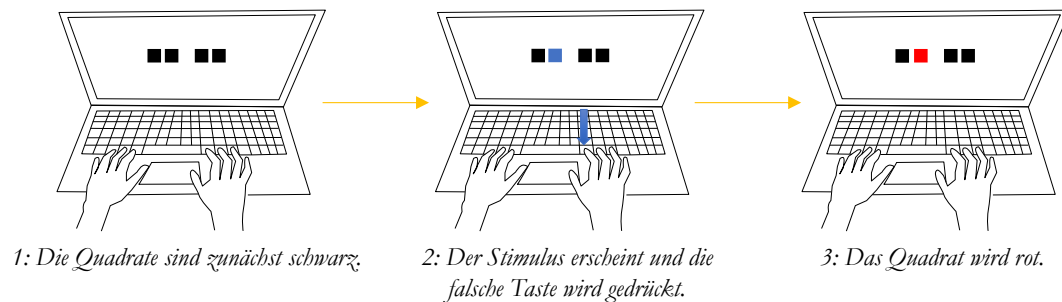 1: Die Quadrate sind zunächst schwarz.
2: Der Stimulus erscheint und die
falsche Taste wird gedrückt.
3: Das Quadrat wird rot.